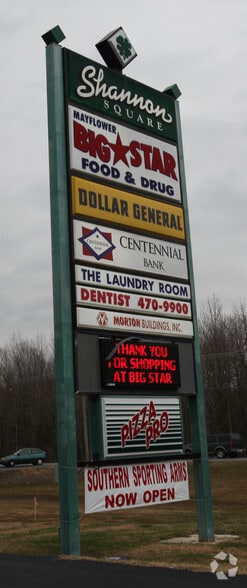 Shannon
SQUARE
MAYFLOWER
BIG STAR
FOOD & DRUG
DOLLAR GENERAL
CENTENNIAL
BANK
CENTENNIAL
BANK
THE LAUNDRY ROOM
DENTIST 470-9900
MORTON BUILDINGS, INC.
THANK YOU
FOR SHOPPING
AT BIG STAR
PIZZA
PRO
SOUTHERN SPORTING ARMS
NOW OPEN